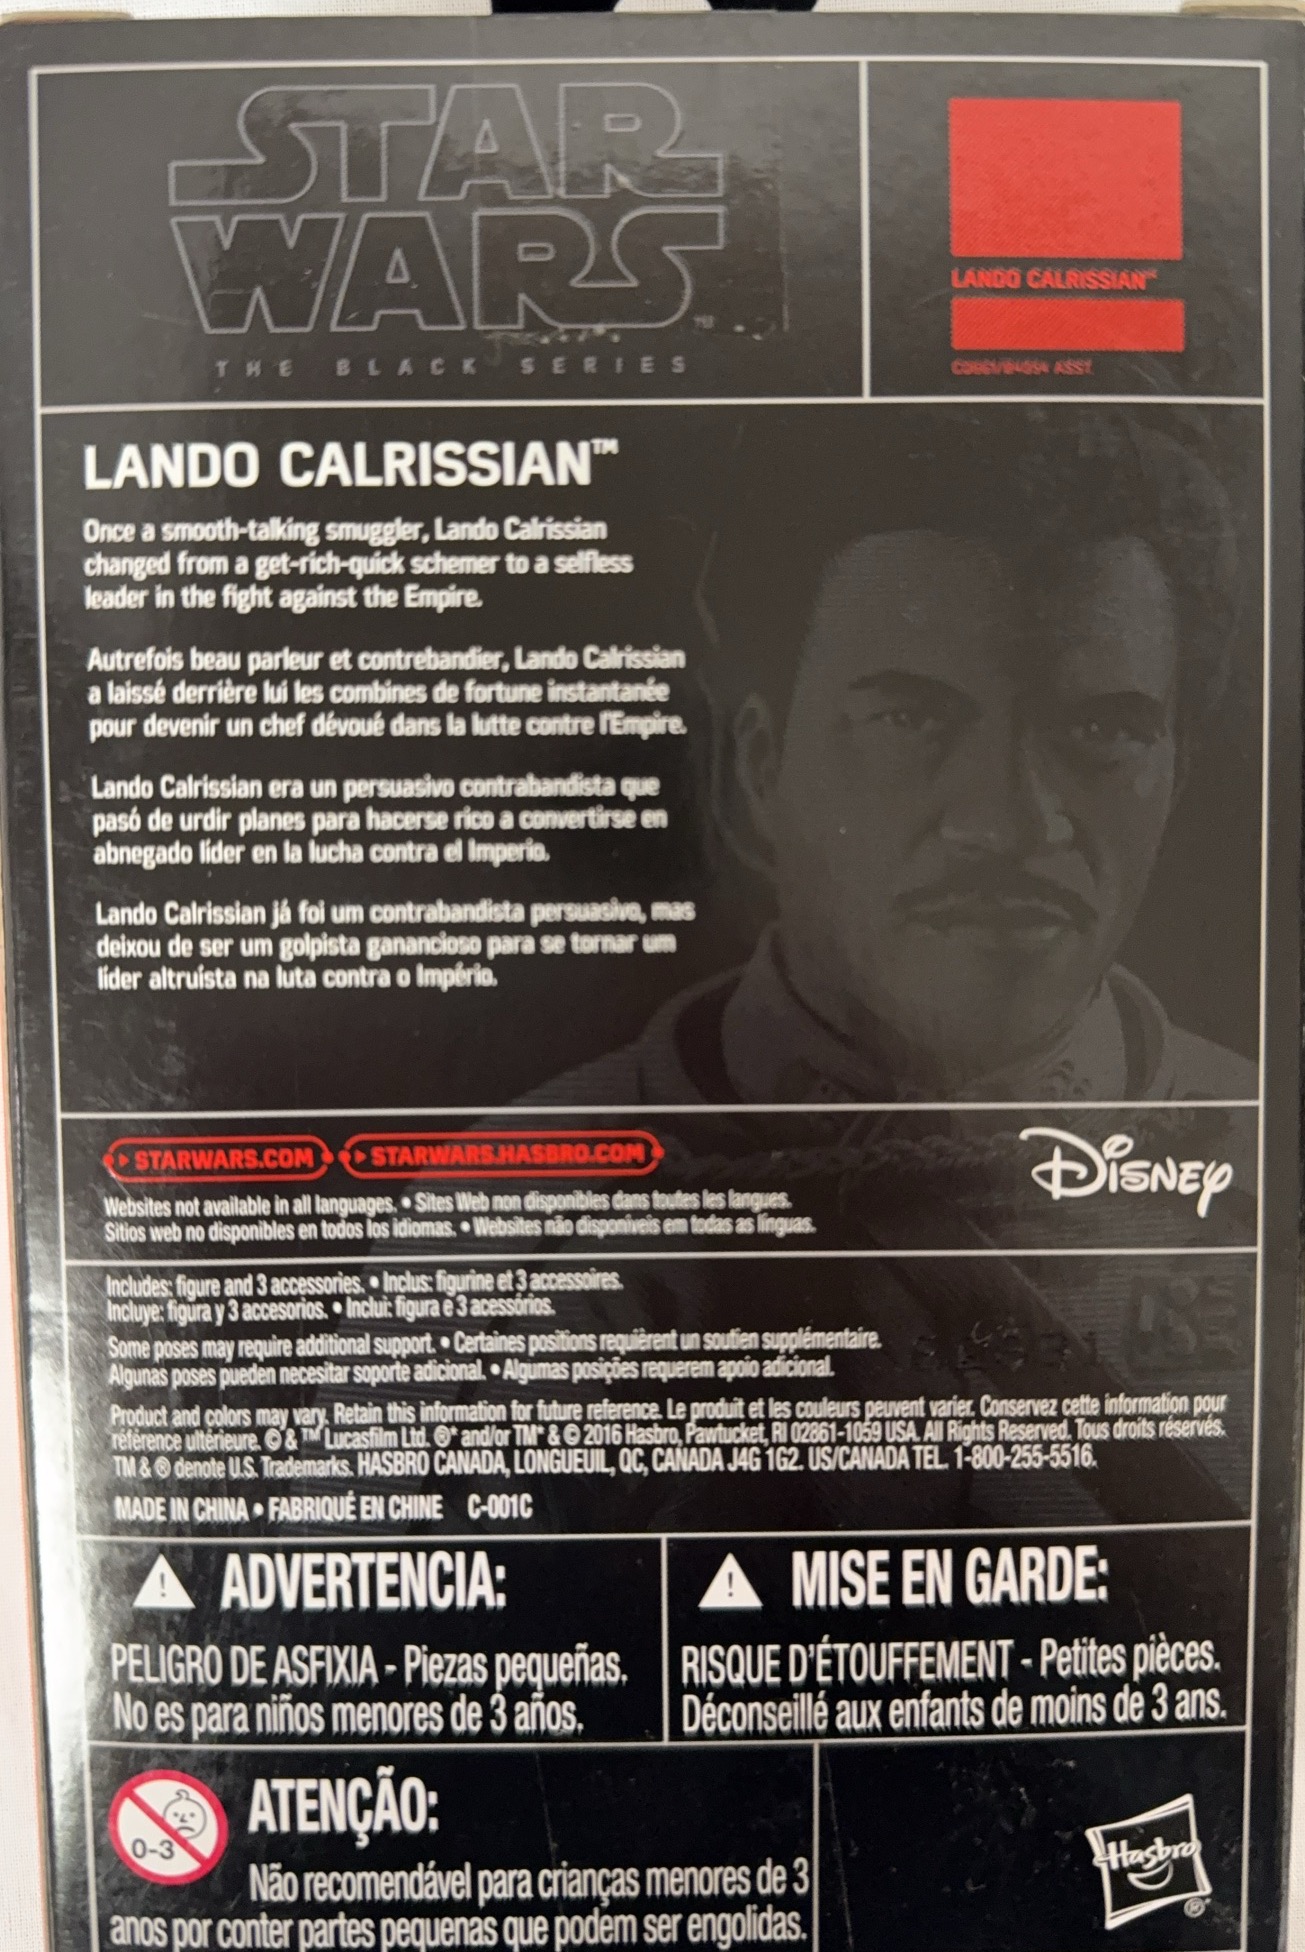 STAR
WARS
TM
THE BLACK SERIES
LANDO CALRISSIAN™
ASST.
LANDO CALRISSIAN™
Once a smooth-talking smuggler, Lando Calrissian
changed from a get-rich-quick schemer to a selfless
leader in the fight against the Empire.
Autrefois beau parleur et contrebandier, Lando Calrissian
a laissé derrière lui les combines de fortune instantanée
pour devenir un chef dévoué dans la lutte contre l'Empire.
Lando Calrissian era un persuasivo contrabandista que
pasó de urdir planes para hacerse rico a convertirse en
abnegado líder en la lucha contra el Imperio.
Lando Calrissian já foi um contrabandista persuasivo, mas
deixou de ser um golpista ganancioso para se tornar um
líder altruísta na luta contra o Império.
STARWARS.COM STARWARS.HASBRO.COM
DISNEY
Websites not available in all languages. • Sites Web non disponibles dans toutes les langues.
Sitios web no disponibles en todos los idiomas. • Websites não disponíveis em todas as línguas.
Includes: figure and 3 accessories. • Inclus: figurine et 3 accessoires.
Incluye: figura y 3 accesorios. • Inclui: figura e 3 acessórios.
Some poses may require additional support. • Certaines positions requièrent un soutien supplémentaire.
Algunas poses pueden necesitar soporte adicional. • Algumas posições requerem apoio adicional.
Product and colors may vary. Retain this information for future reference. Le produit et les couleurs peuvent varier. Conservez cette information pour
référence ultérieure. © & ™ Lucasfilm Ltd. ®* and/or TM* & © 2016 Hasbro, Pawtucket, RI 02861-1059 USA. All Rights Reserved. Tous droits réservés.
TM & ® denote U.S. Trademarks. HASBRO CANADA, LONGUEUIL, QC, CANADA J4G 1G2. US/CANADA TEL. 1-800-255-5516.
MADE IN CHINA • FABRIQUÉ EN CHINE C-001C
ADVERTENCIA:
PELIGRO DE ASFIXIA - Piezas pequeñas.
No es para niños menores de 3 años.
MISE EN GARDE:
RISQUE D'ÉTOUFFEMENT - Petites pièces.
Déconseillé aux enfants de moins de 3 ans.
0-3
ATENÇÃO:
Não recomendável para crianças menores de 3
anos por conter partes pequenas que podem ser engolidas.
Hasbro
®